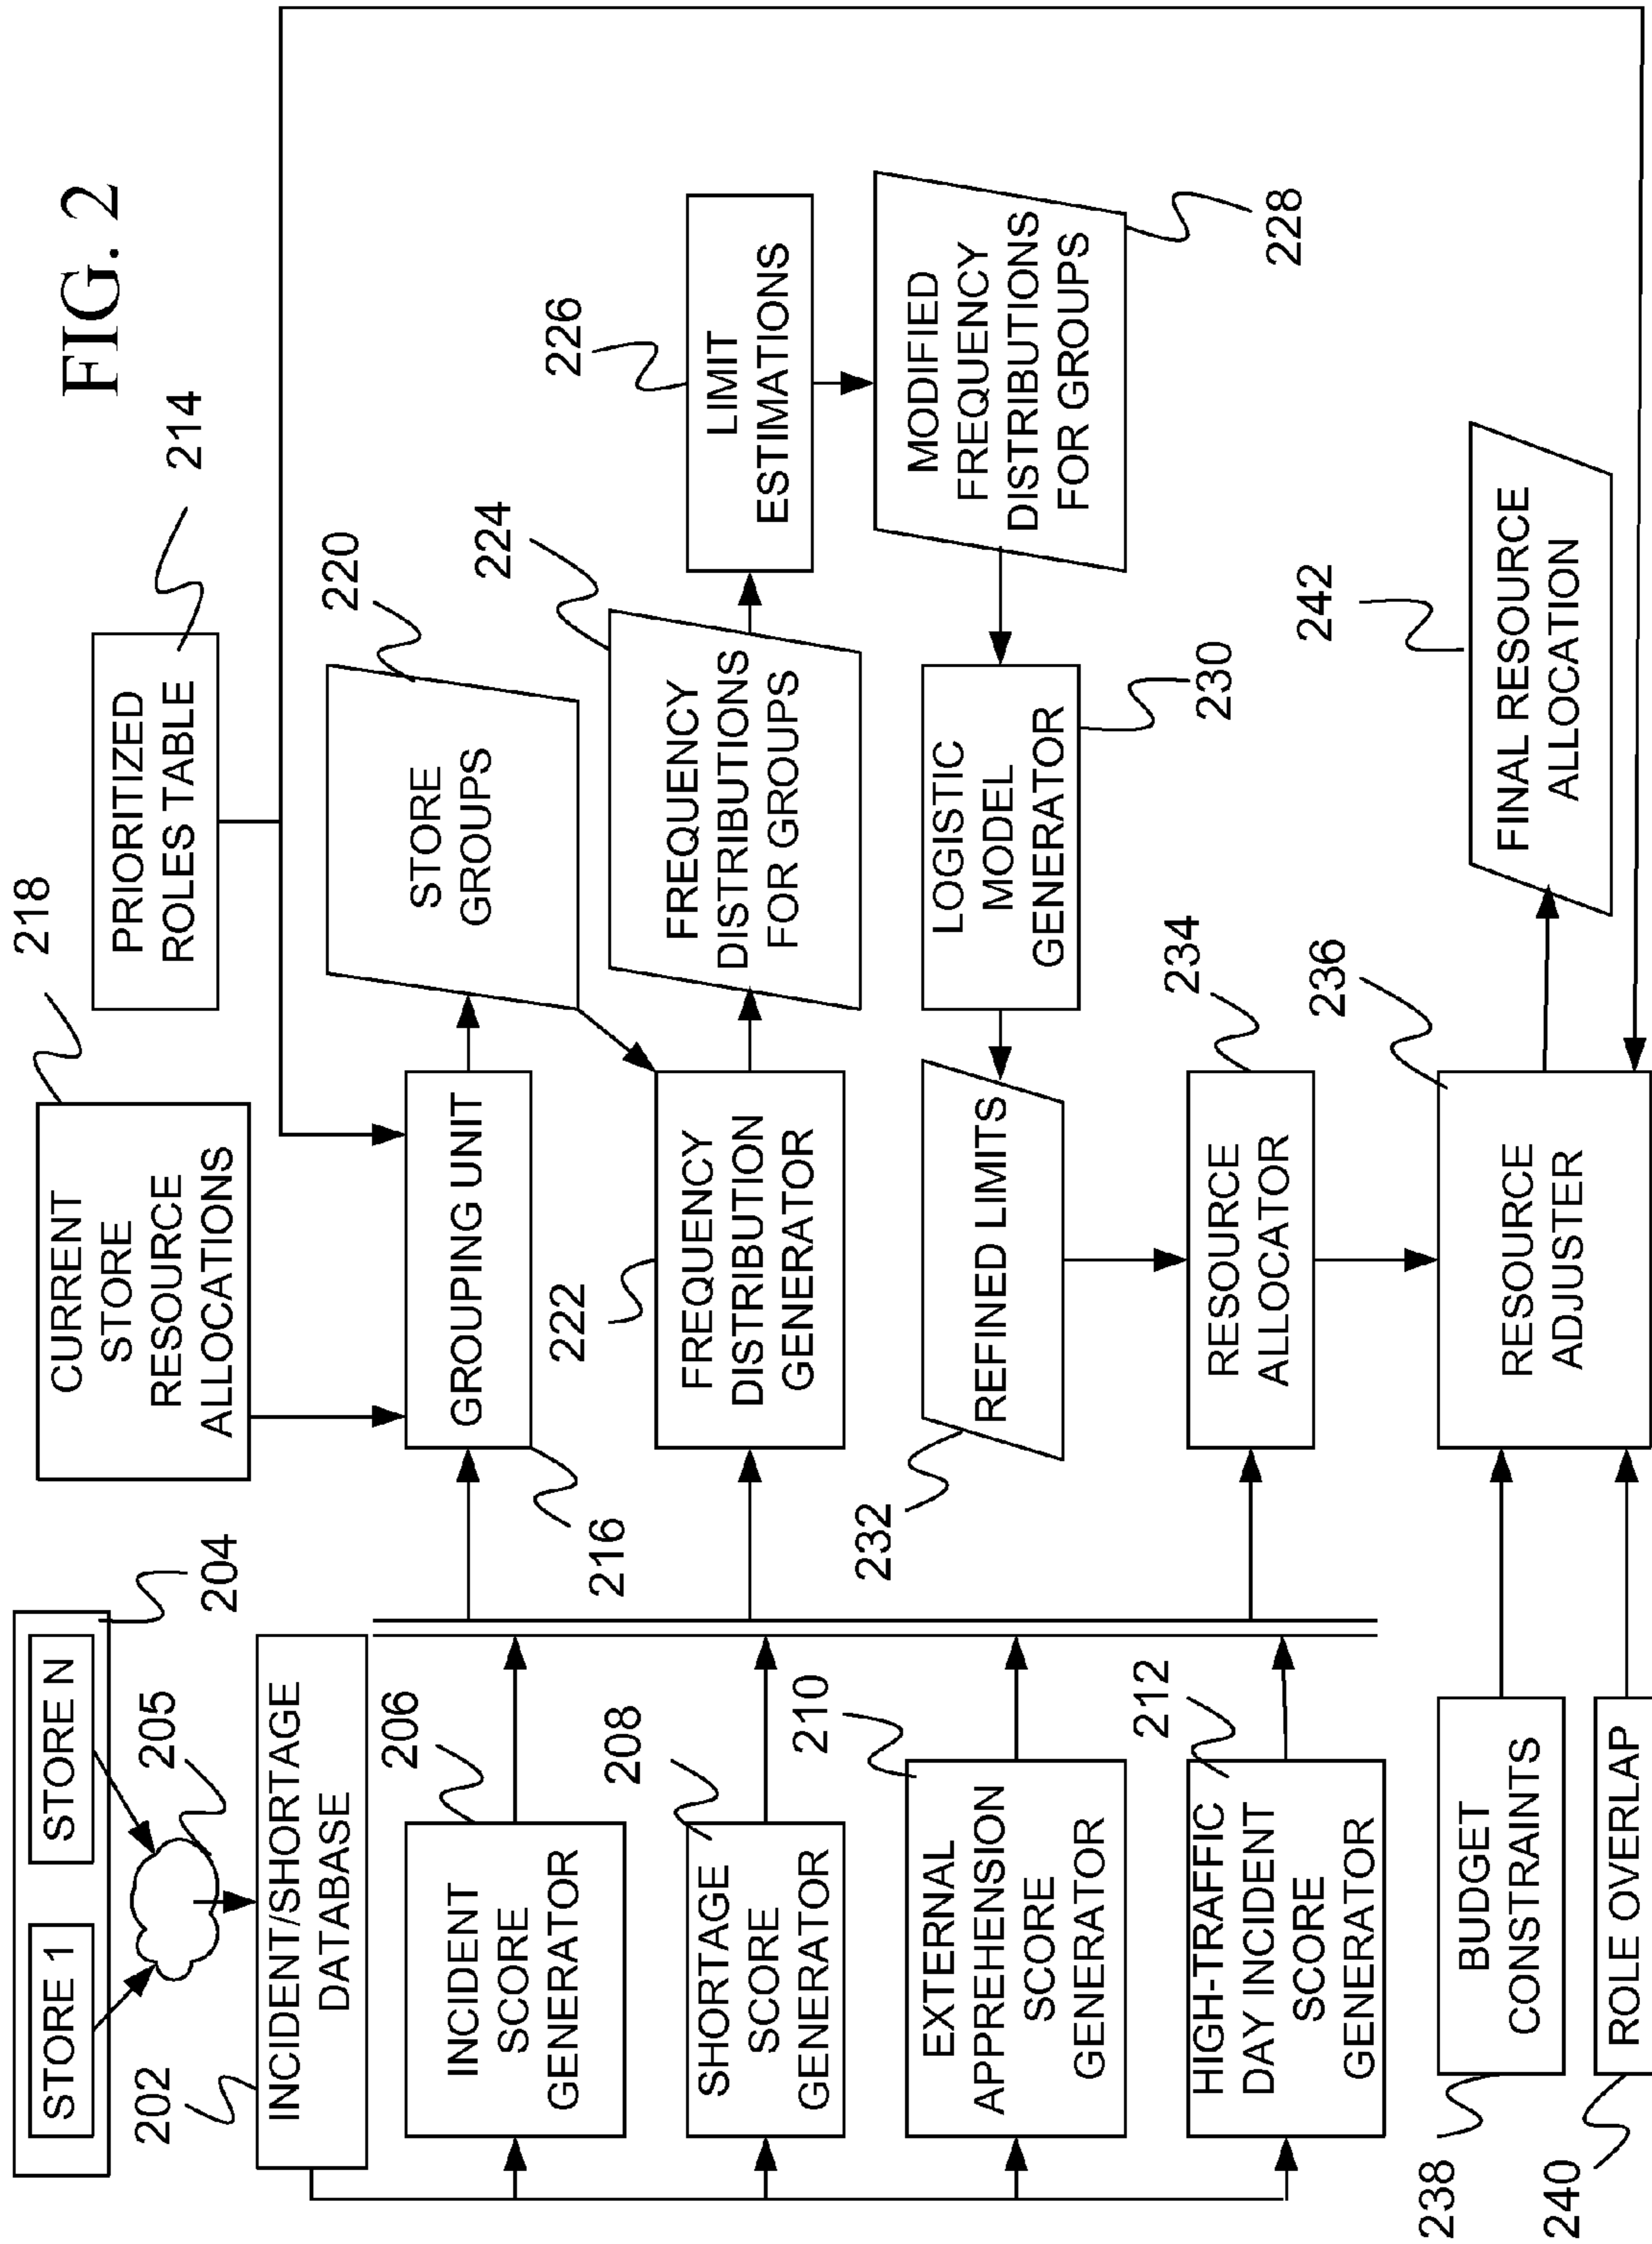 FIG. 2
STORE 1
STORE N
204
205
202
INCIDENT/SHORTAGE
DATABASE
218
CURRENT
STORE
RESOURCE
ALLOCATIONS
214
PRIORITIZED
ROLES TABLE
206
INCIDENT
SCORE
GENERATOR
216
GROUPING UNIT
220
STORE
GROUPS
208
SHORTAGE
SCORE
GENERATOR
222
FREQUENCY
DISTRIBUTION
GENERATOR
224
FREQUENCY
DISTRIBUTIONS
FOR GROUPS
226
LIMIT
ESTIMATIONS
210
EXTERNAL
APPREHENSION
SCORE
GENERATOR
232
REFINED LIMITS
LOGISTIC
MODEL
GENERATOR
230
MODIFIED
FREQUENCY
DISTRIBUTIONS
FOR GROUPS
228
212
HIGH-TRAFFIC
DAY INCIDENT
SCORE
GENERATOR
234
RESOURCE
ALLOCATOR
238
BUDGET
CONSTRAINTS
236
RESOURCE
ADJUSTER
242
FINAL RESOURCE
ALLOCATION
240
ROLE OVERLAP